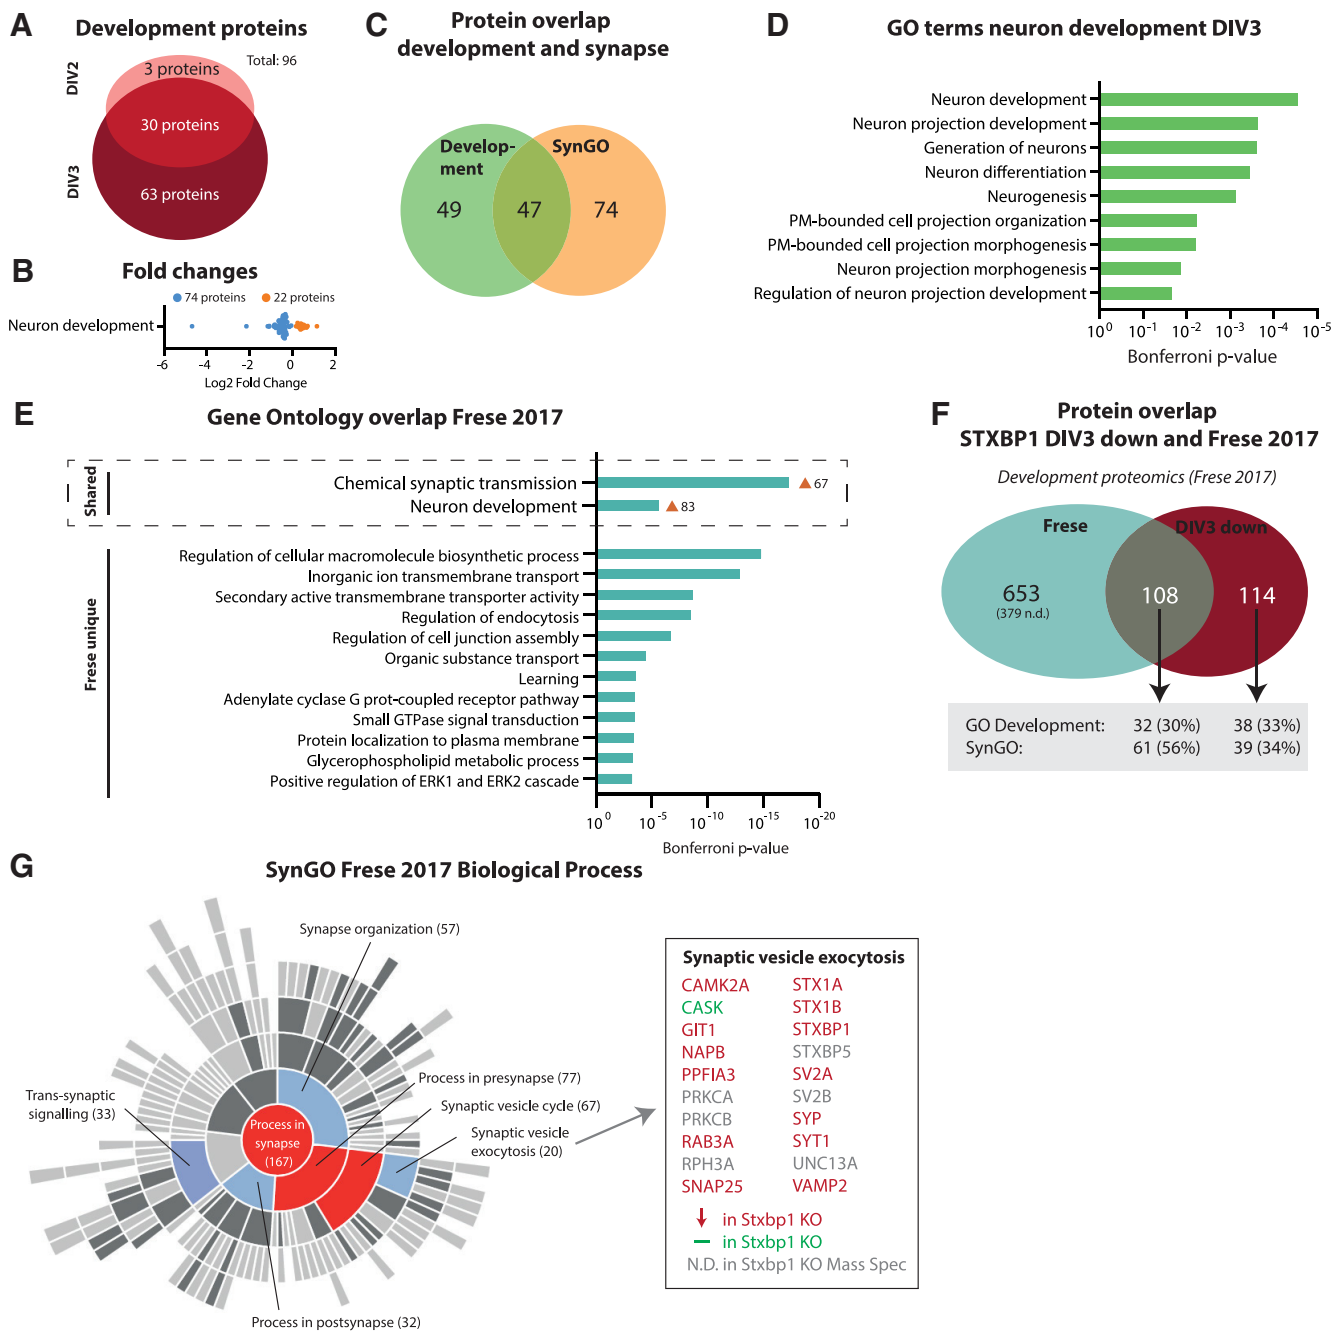 A
Development proteins
Total: 96
DIV2
3 proteins
30 proteins
DIV3
63 proteins
B
Fold changes
74 proteins
22 proteins
Neuron development
-6
-4
-2
0
2
Log2 Fold Change
C
Protein overlap
development and synapse
Develop-
ment
SynGO
49
47
74
D
GO terms neuron development DIV3
Neuron development
Neuron projection development
Generation of neurons
Neuron differentiation
Neurogenesis
PM-bounded cell projection organization
PM-bounded cell projection morphogenesis
Neuron projection morphogenesis
Regulation of neuron projection development
10^0
10^-1
10^-2
10^-3
10^-4
10^-5
Bonferroni p-value
E
Gene Ontology overlap Frese 2017
Shared
Chemical synaptic transmission
67
Neuron development
83
Frese unique
Regulation of cellular macromolecule biosynthetic process
Inorganic ion transmembrane transport
Secondary active transmembrane transporter activity
Regulation of endocytosis
Regulation of cell junction assembly
Organic substance transport
Learning
Adenylate cyclase G prot-coupled receptor pathway
Small GTPase signal transduction
Protein localization to plasma membrane
Glycerophospholipid metabolic process
Positive regulation of ERK1 and ERK2 cascade
10^0
10^-5
10^-10
10^-15
10^-20
Bonferroni p-value
F
Protein overlap
STXBP1 DIV3 down and Frese 2017
Development proteomics (Frese 2017)
Frese
DIV3 down
653
(379 n.d.)
108
114
GO Development: 32 (30%) 38 (33%)
SynGO: 61 (56%) 39 (34%)
G
SynGO Frese 2017 Biological Process
Synapse organization (57)
Process in presynapse (77)
Synaptic vesicle cycle (67)
Synaptic vesicle
exocytosis (20)
Trans-synaptic
signalling (33)
Process in
synapse
(167)
Process in postsynapse (32)
Synaptic vesicle exocytosis
CAMK2A STX1A
CASK STX1B
GIT1 STXBP1
NAPB STXBP5
PPFIA3 SV2A
PRKCA SV2B
PRKCB SYP
RAB3A SYT1
RPH3A UNC13A
SNAP25 VAMP2
in Stxbp1 KO
in Stxbp1 KO
N.D. in Stxbp1 KO Mass Spec